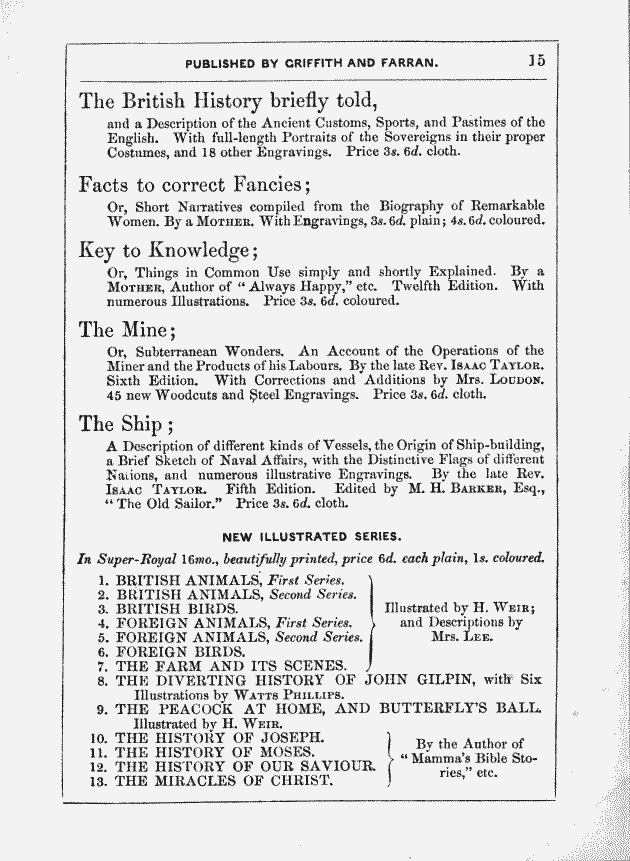 PUBLISHED BY GRIFFITH AND FARRAN. 15
The British History briefly told,
and a Description of the Ancient Customs, Sports, and Pastimes of the
English. With full-length Portraits of the Sovereigns in their proper
Costumes, and 18 other Engravings. Price 3s. 6d. cloth.
Facts to correct Fancies;
Or, Short Narratives compiled from the Biography of Remarkable
Women. By a MOTHER. With Engravings, 3s. 6d. plain; 4s. 6d. coloured.
Key to Knowledge;
Or, Things in Common Use simply and shortly Explained. By a
MOTHER, Author of “Always Happy,” etc. Twelfth Edition. With
numerous Illustrations. Price 3s. 6d. coloured.
The Mine;
Or, Subterranean Wonders. An Account of the Operations of the
Miner and the Products of his Labours. By the late Rev. ISAAC TAYLOR.
Sixth Edition. With Corrections and Additions by Mrs. LOUDON.
45 new Woodcuts and Steel Engravings. Price 3s. 6d. cloth.
The Ship;
A Description of different kinds of Vessels, the Origin of Ship-building,
a Brief Sketch of Naval Affairs, with the Distinctive Flags of different
Nations, and numerous illustrative Engravings. By the late Rev.
ISAAC TAYLOR. Fifth Edition. Edited by M. H. BARKER, Esq.,
“The Old Sailor.” Price 3s. 6d. cloth.
NEW ILLUSTRATED SERIES.
In Super-Royal 16mo., beautifully printed, price 6d. each plain, 1s. coloured.
1. BRITISH ANIMALS, First Series.
2. BRITISH ANIMALS, Second Series.
3. BRITISH BIRDS.
4. FOREIGN ANIMALS, First Series.
5. FOREIGN ANIMALS, Second Series.
6. FOREIGN BIRDS.
7. THE FARM AND ITS SCENES.
Illustrated by H. WEIR;
and Descriptions by
Mrs. LEE.
8. THE DIVERTING HISTORY OF JOHN GILPIN, with Six
Illustrations by WATTS PHILLIPS.
9. THE PEACOCK AT HOME, AND BUTTERFLY'S BALL.
Illustrated by H. WEIR.
10. THE HISTORY OF JOSEPH.
11. THE HISTORY OF MOSES.
12. THE HISTORY OF OUR SAVIOUR.
13. THE MIRACLES OF CHRIST.
By the Author of
“Mamma's Bible Sto-
ries,” etc.